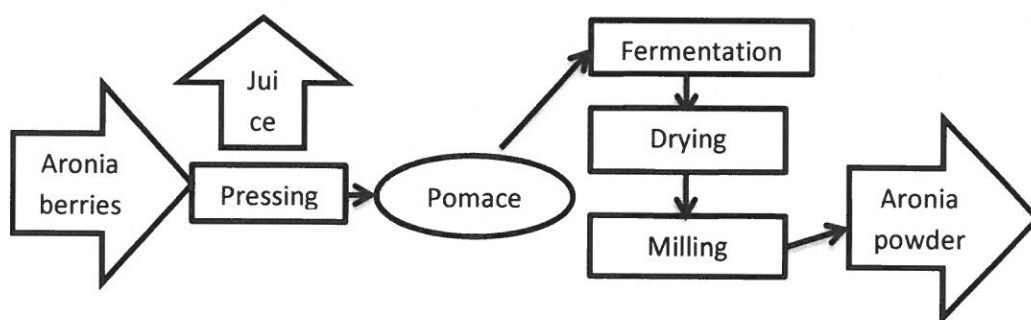 Aronia
berries
Jui
ce
Pressing
Pomace
Fermentation
Drying
Milling
Aronia
powder